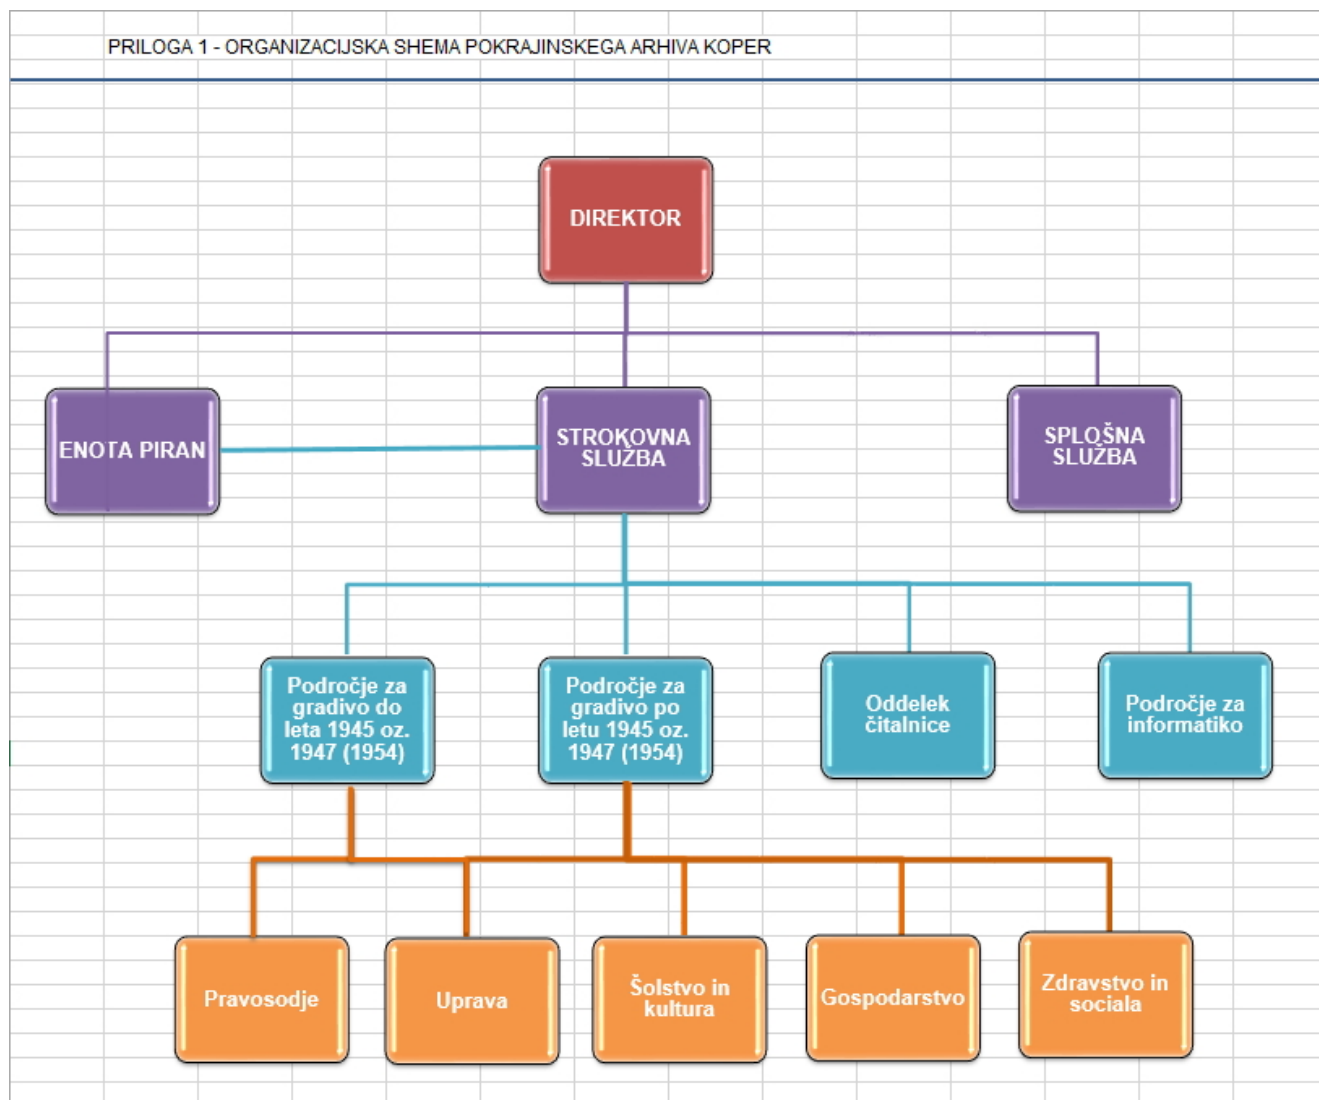 PRILOGA 1 - ORGANIZACIJSKA SHEMA POKRAJINSKEGA ARHIVA KOPER
DIREKTOR
ENOTA PIRAN
STROKOVNA
SLUŽBA
SPLOŠNA
SLUŽBA
Področje za
gradivo do
leta 1945 oz.
1947 (1954)
Področje za
gradivo po
letu 1945 oz.
1947 (1954)
Oddelek
čitalnice
Področje za
informatiko
Pravosodje
Uprava
Šolstvo in
kultura
Gospodarstvo
Zdravstvo in
sociala